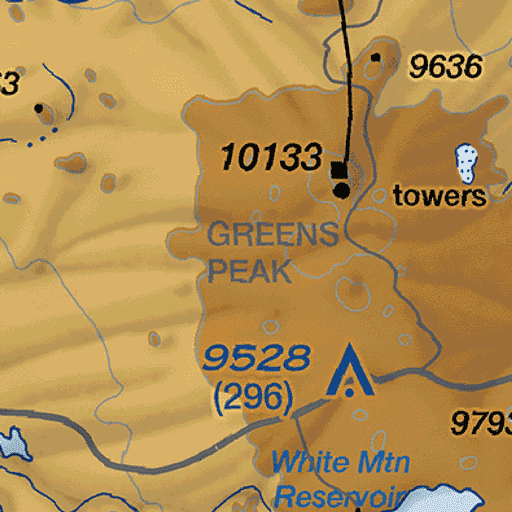 9636
10133
towers
GREENS
PEAK
9528
(296)
White Mtn
Reservoir